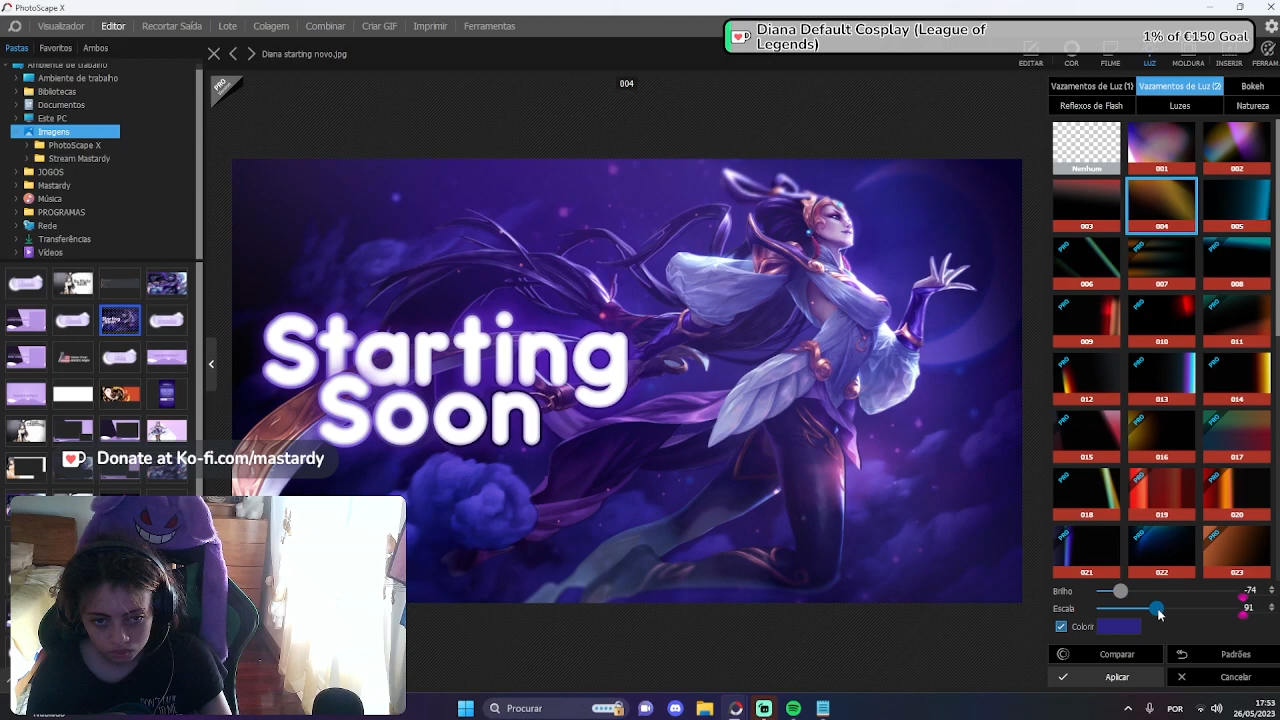 PhotoScape X
Visualizador
Editor
Recortar Saída
Lote
Colagem
Combinar
Criar GIF
Imprimir
Ferramentas
Diana Default Cosplay (League of
Legends)
1% of €150 Goal
Pastas
Favoritos
Ambos
Diana starting novo.jpg
EDITAR
COR
FILME
LUZ
MOLDURA
INSERIR
FERRAM.
Ambiente de trabalho
Ambiente de trabalho
Bibliotecas
Documentos
Este PC
Imagens
PhotoScape X
Stream Mastardy
JOGOS
Mastardy
Música
PROGRAMAS
Rede
Transferências
Vídeos
PRO
004
Vazamentos de Luz (1)
Vazamentos de Luz (2)
Bokeh
Reflexos de Flash
Luzes
Natureza
Nenhum
001
002
003
004
005
006
007
008
009
010
011
012
013
014
015
016
017
018
019
020
021
022
023
Starting
Soon
Donate at Ko-fi.com/mastardy
Brilho
-74
Escala
91
Colorir
Comparar
Padrões
Aplicar
Cancelar
Procurar
POR
17:53
26/05/2023